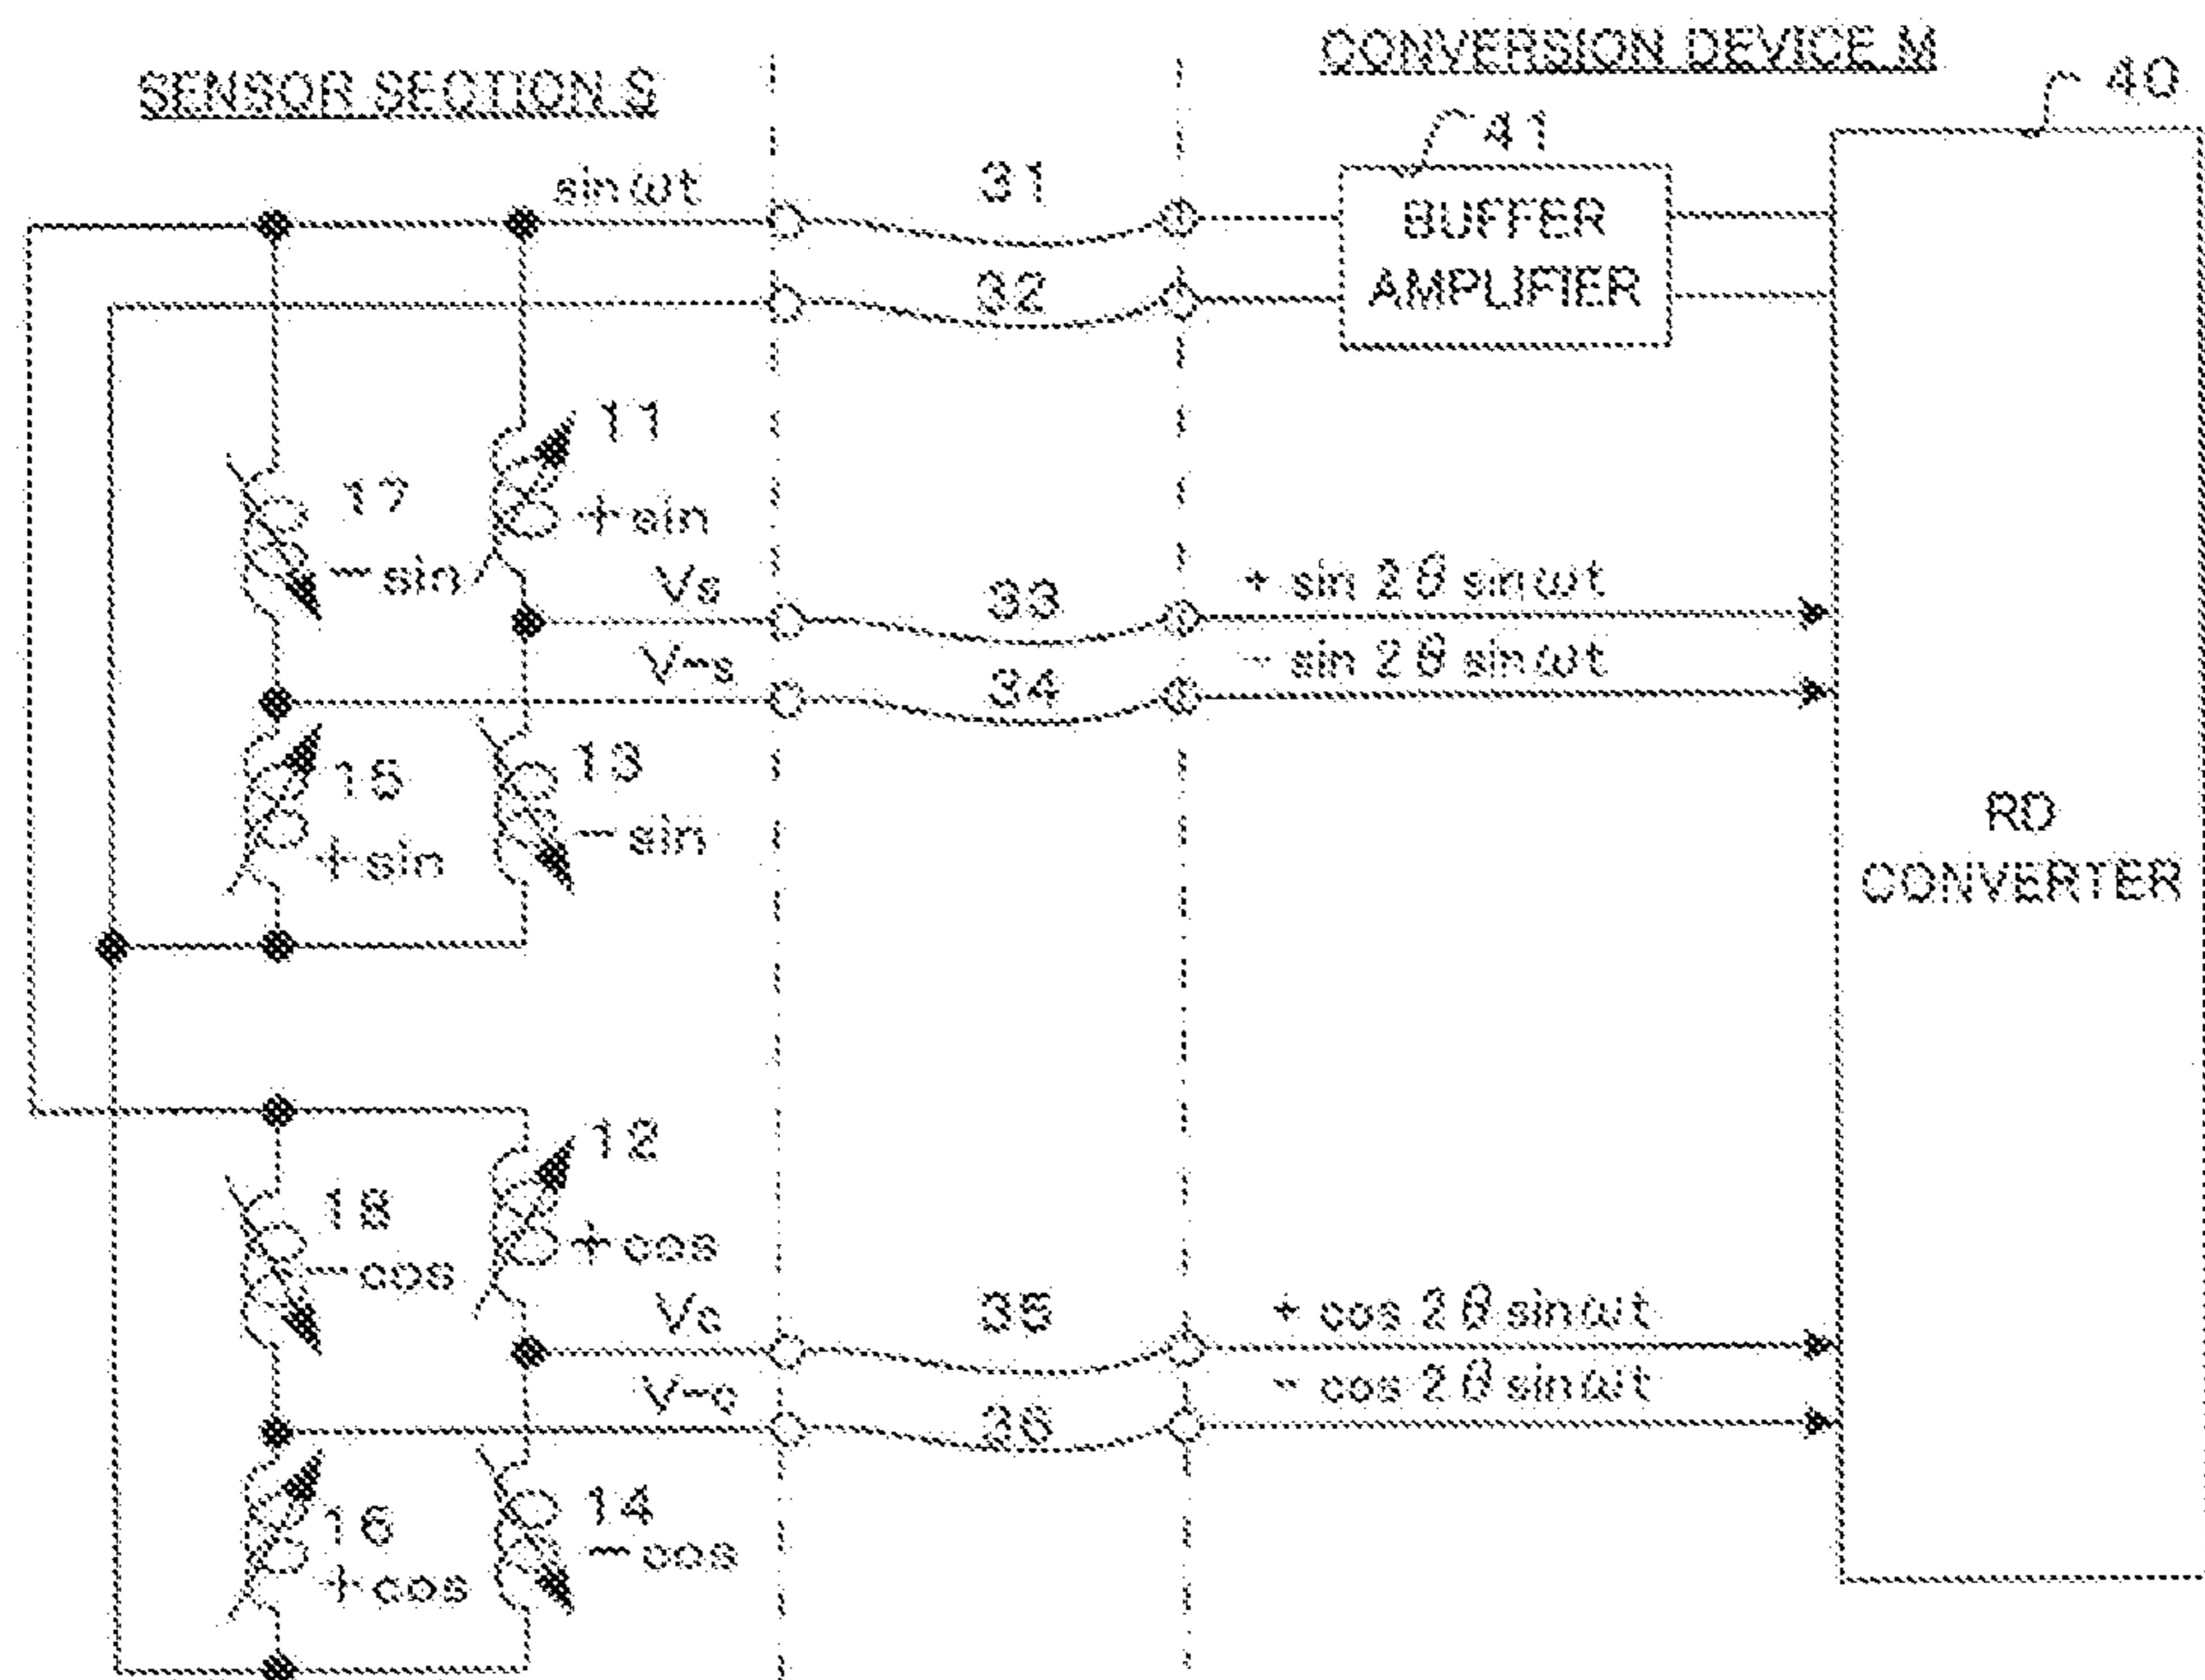 SENSOR SECTION S
CONVERSION DEVICE M
40
41
sin ωt
31
BUFFER
AMPLIFIER
32
11
+sin
17
-sin
Vs
33
+ sin 2θ sin ωt
V-s
34
- sin 2θ sin ωt
15
+sin
13
-sin
RD
CONVERTER
12
+cos
18
-cos
Vc
35
+ cos 2θ sin ωt
V-c
36
- cos 2θ sin ωt
16
+cos
14
-cos